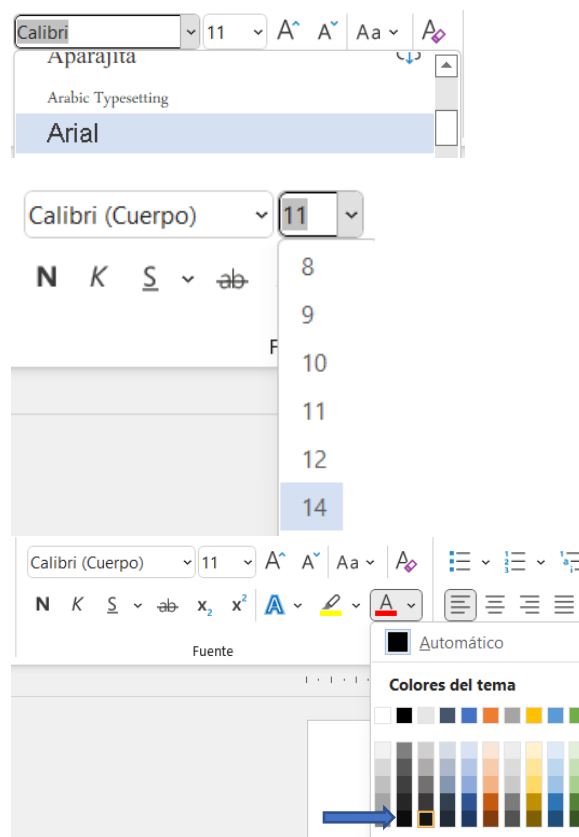 Calibri 11 A A Aa A
Aparajita
Arabic Typesetting
Arial
Calibri (Cuerpo) 11
N K S ab
8
9
F
10
11
12
14
Calibri (Cuerpo) 11 A A Aa A
N K S ab x₂ x² A A
Fuente
Automático
Colores del tema